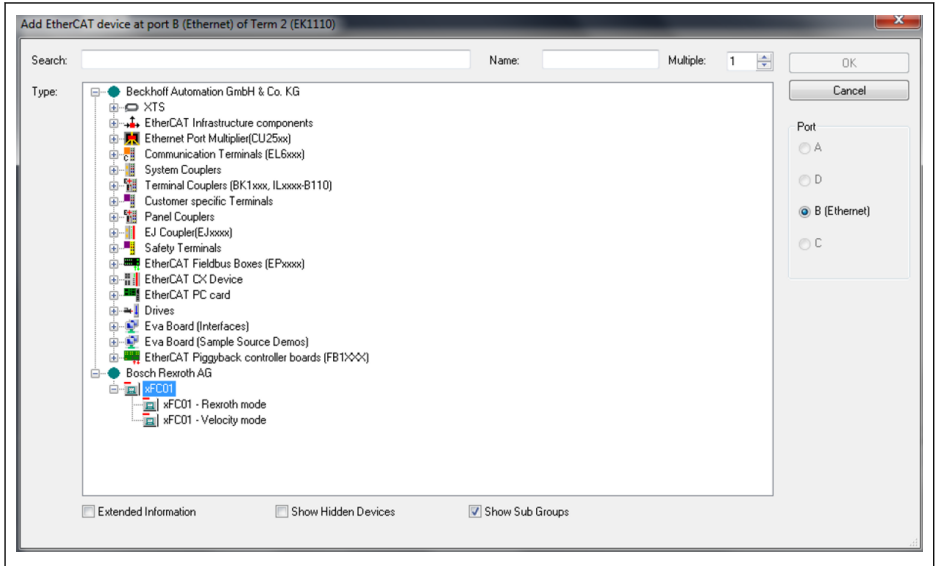 Add EtherCAT device at port B (Ethernet) of Term 2 (EK1110)
Search:
Name:
Multiple: 1
OK
Type:
Cancel
Beckhoff Automation GmbH & Co. KG
XTS
EtherCAT Infrastructure components
Ethernet Port Multiplier(CU25xx)
Communication Terminals (EL6xxx)
System Couplers
Terminal Couplers (BK1xxx, ILxxxx-B110)
Customer specific Terminals
Panel Couplers
EJ Coupler(EJxxxx)
Safety Terminals
EtherCAT Fieldbus Boxes (EPxxxx)
EtherCAT CX Device
EtherCAT PC card
Drives
Eva Board (Interfaces)
Eva Board (Sample Source Demos)
EtherCAT Piggyback controller boards (FB1XXX)
Bosch Rexroth AG
xFC01
xFC01 - Rexroth mode
xFC01 - Velocity mode
Port
A
D
B (Ethernet)
C
Extended Information
Show Hidden Devices
Show Sub Groups